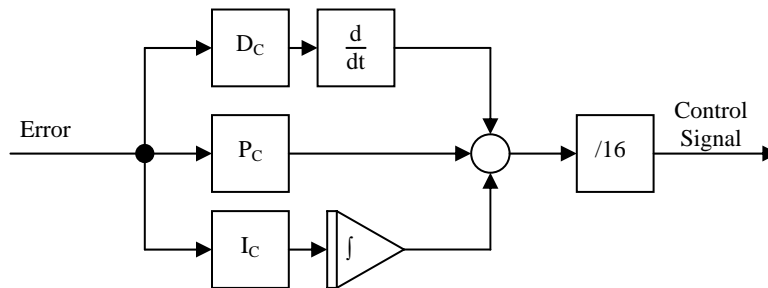 D_C
d
dt
Error
P_C
/16
Control
Signal
I_C
∫